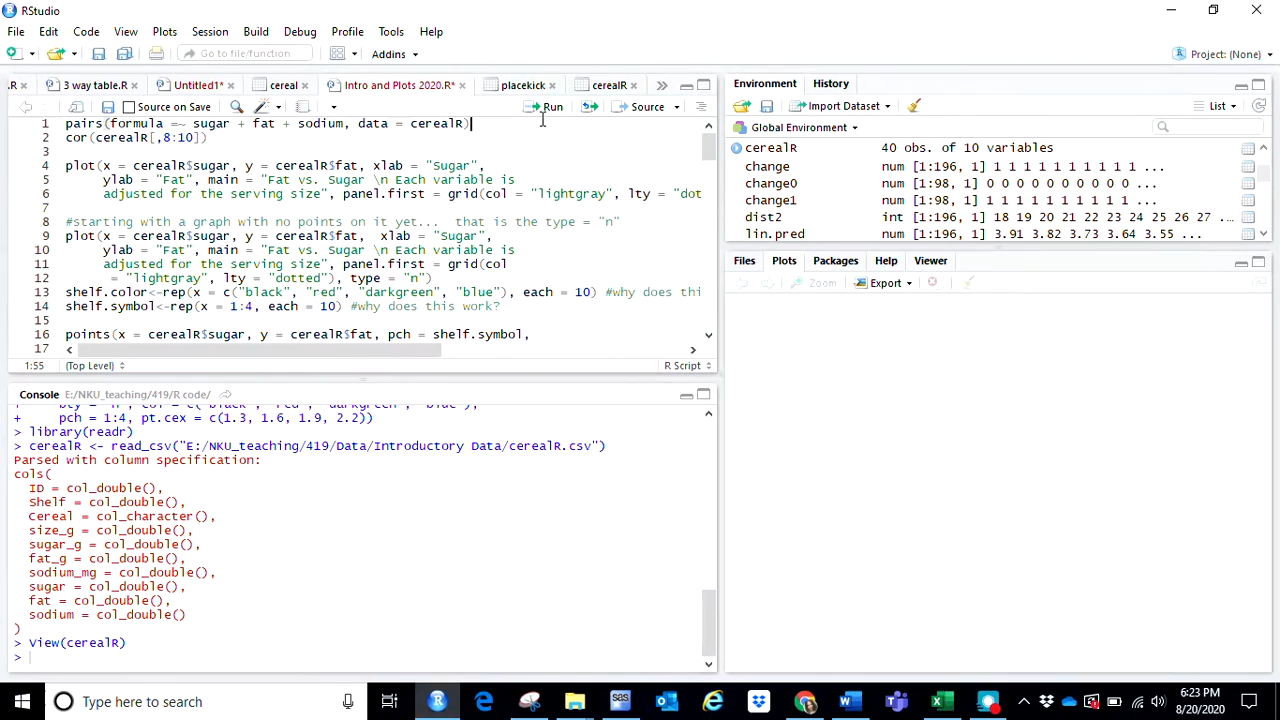 RStudio
File Edit Code View Plots Session Build Debug Profile Tools Help
Go to file/function Addins Project: (None)
.R 3 way table.R Untitled1* cereal Intro and Plots 2020.R* placekick cerealR
Source on Save Run Source
1 pairs(formula =~ sugar + fat + sodium, data = cerealR)
2 cor(cerealR[,8:10])
3
4 plot(x = cerealR$sugar, y = cerealR$fat, xlab = "Sugar",
5 ylab = "Fat", main = "Fat vs. Sugar \n Each variable is
6 adjusted for the serving size", panel.first = grid(col = "lightgray", lty = "dot
7
8 #starting with a graph with no points on it yet... that is the type = "n"
9 plot(x = cerealR$sugar, y = cerealR$fat, xlab = "Sugar",
10 ylab = "Fat", main = "Fat vs. Sugar \n Each variable is
11 adjusted for the serving size", panel.first = grid(col
12 = "lightgray", lty = "dotted"), type = "n")
13 shelf.color<-rep(x = c("black", "red", "darkgreen", "blue"), each = 10) #why does thi
14 shelf.symbol<-rep(x = 1:4, each = 10) #why does this work?
15
16 points(x = cerealR$sugar, y = cerealR$fat, pch = shelf.symbol,
17
1:55 (Top Level) R Script
Console E:/NKU_teaching/419/R code/
+ bty = "n", col = c("black", "red", "darkgreen", "blue"),
+ pch = 1:4, pt.cex = c(1.3, 1.6, 1.9, 2.2))
> library(readr)
> cerealR <- read_csv("E:/NKU_teaching/419/Data/Introductory Data/cerealR.csv")
Parsed with column specification:
cols(
ID = col_double(),
Shelf = col_double(),
Cereal = col_character(),
size_g = col_double(),
sugar_g = col_double(),
fat_g = col_double(),
sodium_mg = col_double(),
sugar = col_double(),
fat = col_double(),
sodium = col_double()
)
> View(cerealR)
>
Environment History
Import Dataset List
Global Environment
cerealR 40 obs. of 10 variables
change num [1:196, 1] 1 1 1 1 1 1 1 1 1 1 ...
change0 num [1:98, 1] 0 0 0 0 0 0 0 0 0 0 ...
change1 num [1:98, 1] 1 1 1 1 1 1 1 1 1 1 ...
dist2 int [1:196, 1] 18 19 20 21 22 23 24 25 26 27 ...
lin.pred num [1:196, 1] 3.91 3.82 3.73 3.64 3.55 ...
Files Plots Packages Help Viewer
Zoom Export
Type here to search
6:23 PM
8/20/2020